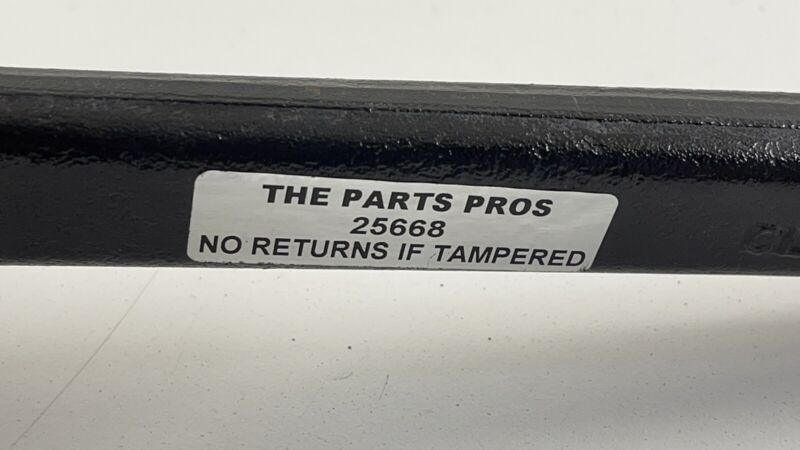 THE PARTS PROS
25668
NO RETURNS IF TAMPERED